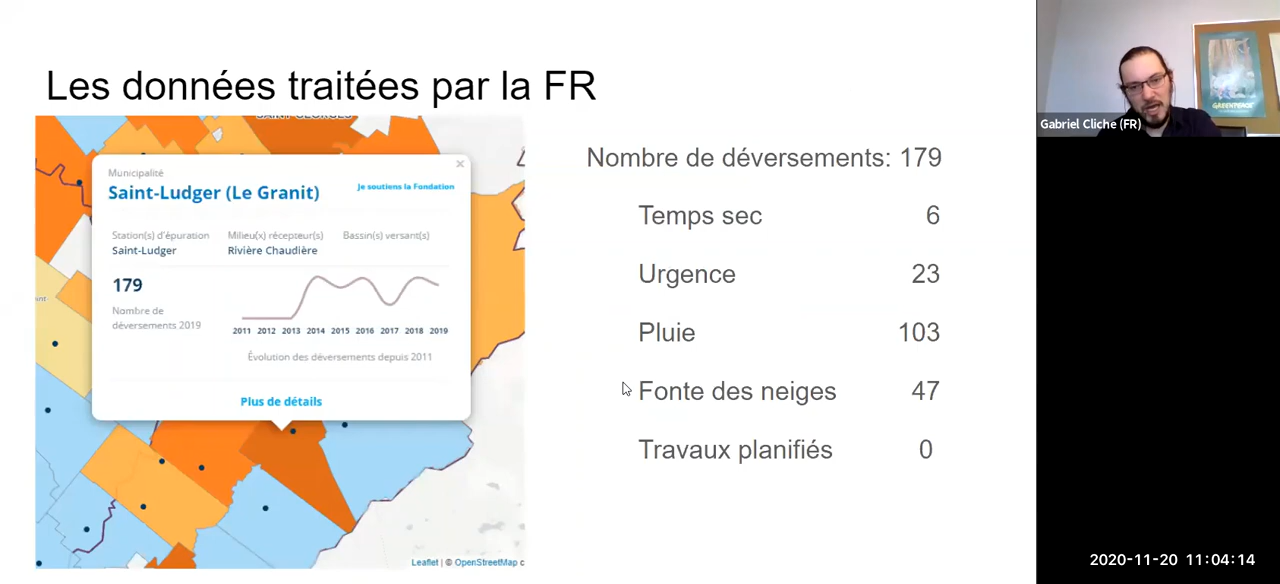 Les données traitées par la FR
SAINT-GEORGES
Municipalité
Saint-Ludger (Le Granit)
Je soutiens la Fondation
×
Station(s) d'épuration
Saint-Ludger
Milieu(x) récepteur(s)
Rivière Chaudière
Bassin(s) versant(s)
179
Nombre de
déversements 2019
2011 2012 2013 2014 2015 2016 2017 2018 2019
Évolution des déversements depuis 2011
Plus de détails
Leaflet | © OpenStreetMap c
Nombre de déversements: 179
Temps sec 6
Urgence 23
Pluie 103
Fonte des neiges 47
Travaux planifiés 0
GREENPEACE
Gabriel Cliche (FR)
2020-11-20 11:04:14